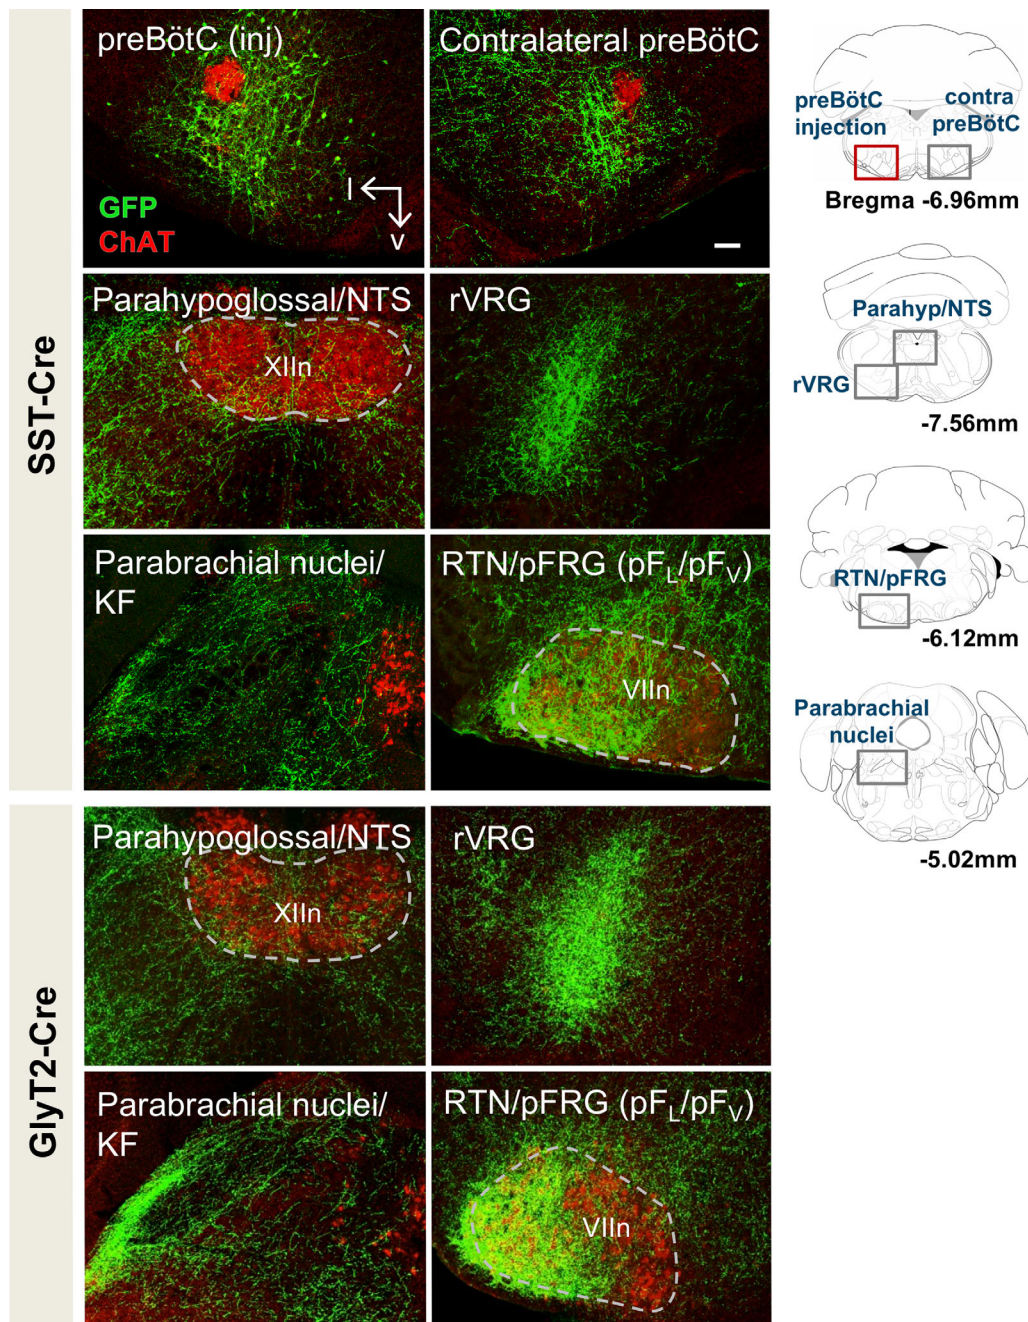 SST-Cre
preBötC (inj)
l
v
GFP
ChAT
Contralateral preBötC
Parahypoglossal/NTS
XIIn
rVRG
Parabrachial nuclei/
KF
RTN/pFRG (pFL/pFV)
VIIn
GlyT2-Cre
Parahypoglossal/NTS
XIIn
rVRG
Parabrachial nuclei/
KF
RTN/pFRG (pFL/pFV)
VIIn
preBötC
injection
contra
preBötC
Bregma -6.96mm
Parahyp/NTS
rVRG
-7.56mm
RTN/pFRG
-6.12mm
Parabrachial
nuclei
-5.02mm